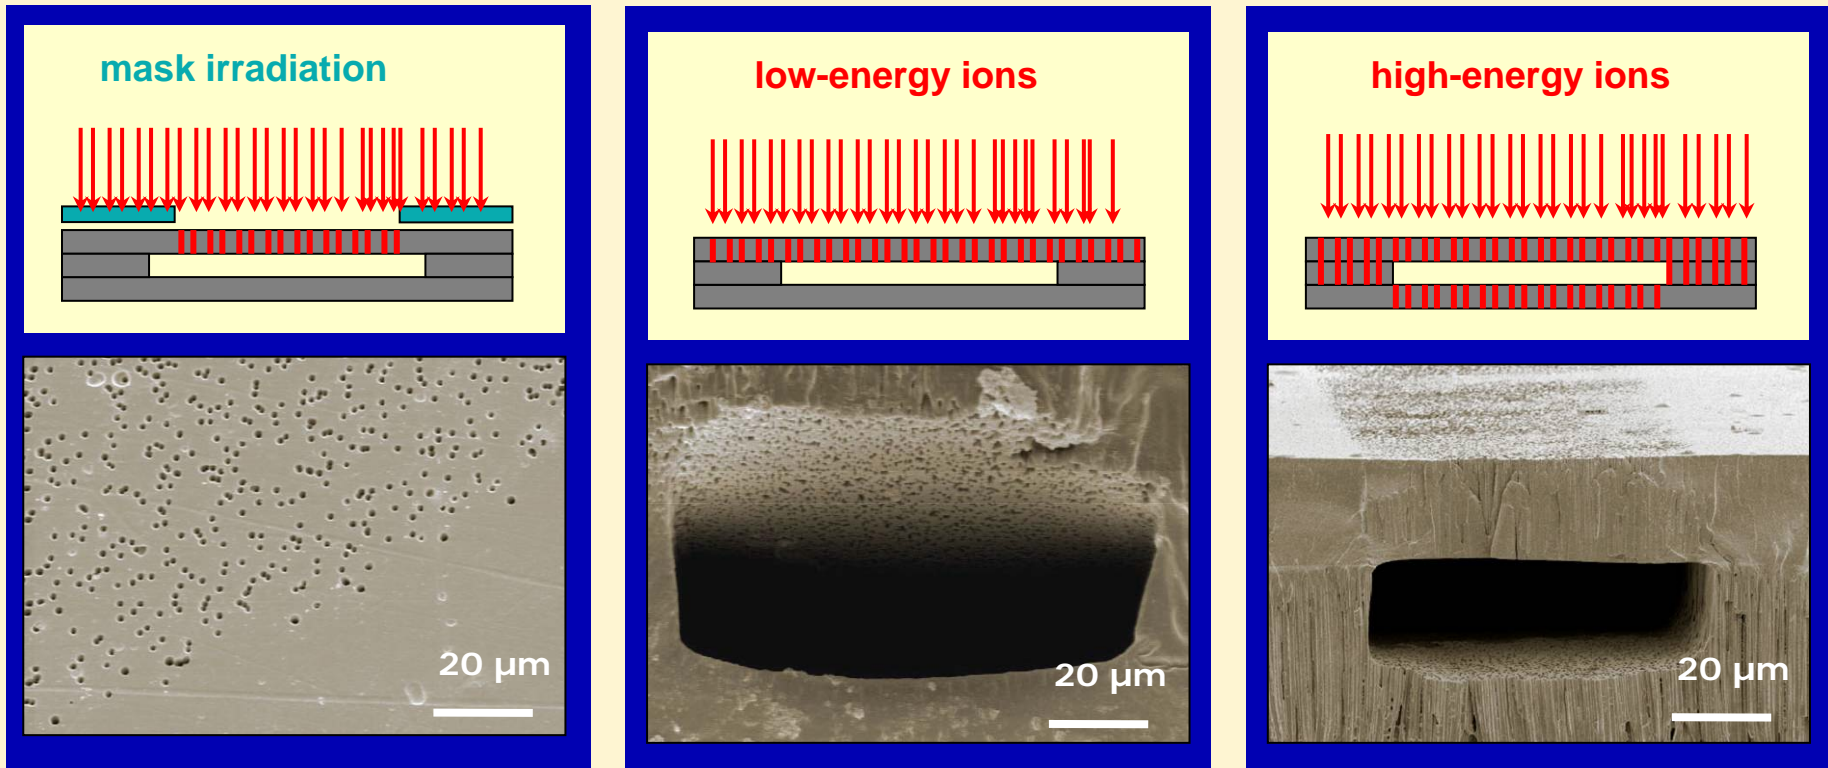 mask irradiation
low-energy ions
high-energy ions
20 µm
20 µm
20 µm